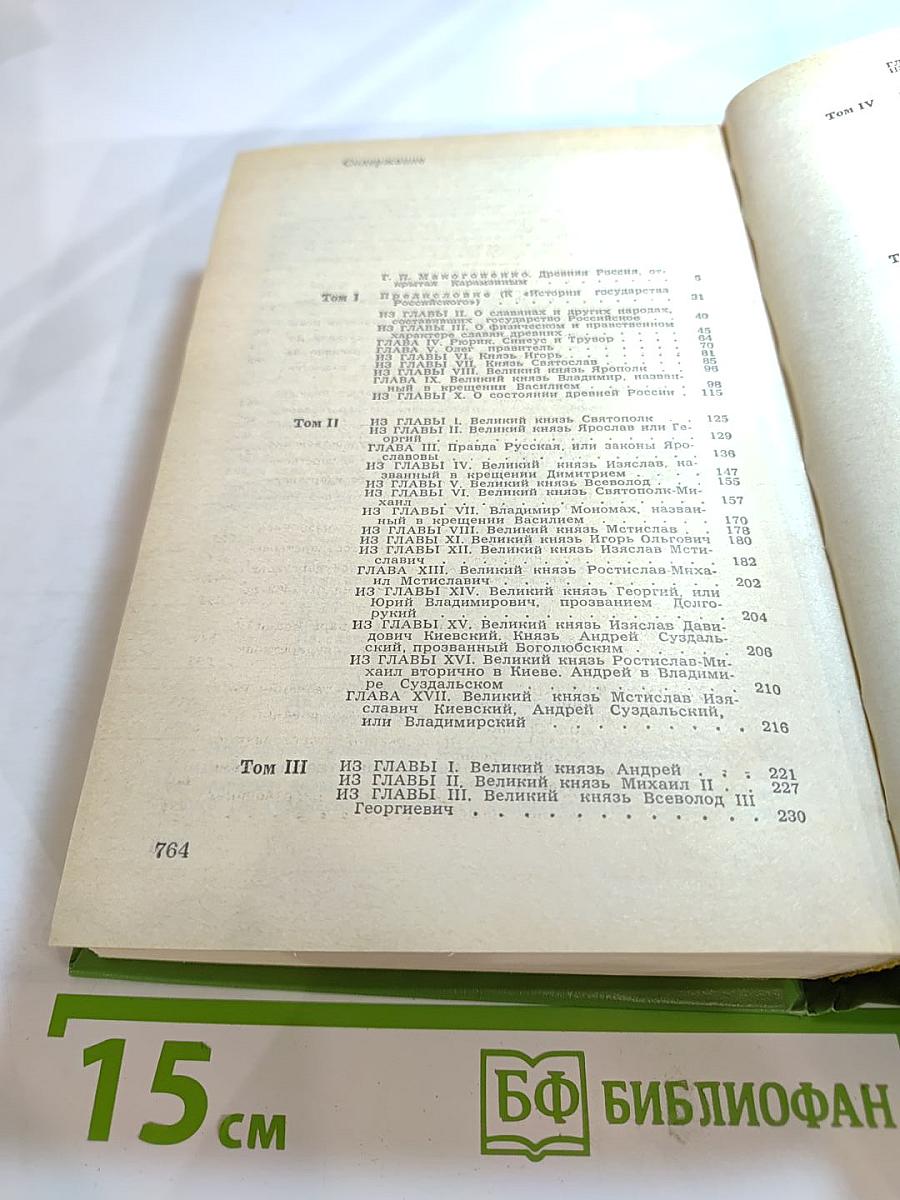 Содержание
Г. П. Макогоненко. Древняя Россия, от-
крытая Карамзиным . . . . . . . 5
Том I Предисловие (К «Истории государства
Российского») . . . . . . . . . . 31
ИЗ ГЛАВЫ II. О славянах и других народах,
составивших государство Российское . . 40
ИЗ ГЛАВЫ III. О физическом и нравственном
характере славян древних . . . . . . 45
ГЛАВА IV. Рюрик, Синеус и Трувор . . . . 64
ГЛАВА V. Олег правитель . . . . . . . 70
ИЗ ГЛАВЫ VI. Князь Игорь . . . . . . . 81
ИЗ ГЛАВЫ VII. Князь Святослав . . . . . 85
ИЗ ГЛАВЫ VIII. Великий князь Ярополк . . 96
ГЛАВА IX. Великий князь Владимир, назван-
ный в крещении Василием . . . . . . . 98
ИЗ ГЛАВЫ X. О состоянии древней России . 115
Том II ИЗ ГЛАВЫ I. Великий князь Святополк . . 125
ИЗ ГЛАВЫ II. Великий князь Ярослав или Ге-
оргий . . . . . . . . . . . . . . 129
ГЛАВА III. Правда Русская, или законы Яро-
славовы . . . . . . . . . . . . . 136
ИЗ ГЛАВЫ IV. Великий князь Изяслав, на-
званный в крещении Димитрием . . . . 147
ИЗ ГЛАВЫ V. Великий князь Всеволод . . . 155
ИЗ ГЛАВЫ VI. Великий князь Святополк-Ми-
хаил . . . . . . . . . . . . . . 157
ИЗ ГЛАВЫ VII. Владимир Мономах, назван-
ный в крещении Василием . . . . . . 170
ИЗ ГЛАВЫ VIII. Великий князь Мстислав . . 178
ИЗ ГЛАВЫ XI. Великий князь Игорь Ольгович 180
ИЗ ГЛАВЫ XII. Великий князь Изяслав Мсти-
славич . . . . . . . . . . . . . 182
ГЛАВА XIII. Великий князь Ростислав-Миха-
ил Мстиславич . . . . . . . . . . 202
ИЗ ГЛАВЫ XIV. Великий князь Георгий, или
Юрий Владимирович, прозванием Долго-
рукий . . . . . . . . . . . . . . 204
ИЗ ГЛАВЫ XV. Великий князь Изяслав Дави-
дович Киевский. Князь Андрей Суздаль-
ский, прозванный Боголюбским . . . . . 206
ИЗ ГЛАВЫ XVI. Великий князь Ростислав-Ми-
хаил вторично в Киеве. Андрей в Владими-
ре Суздальском . . . . . . . . . . 210
ГЛАВА XVII. Великий князь Мстислав Изя-
славич Киевский, Андрей Суздальский,
или Владимирский . . . . . . . . . 216
Том III ИЗ ГЛАВЫ I. Великий князь Андрей . . . 221
ИЗ ГЛАВЫ II. Великий князь Михаил II . . 227
ИЗ ГЛАВЫ III. Великий князь Всеволод III
Георгиевич . . . . . . . . . . . . 230
764
Том IV
15 см
БФ БИБЛИОФАН